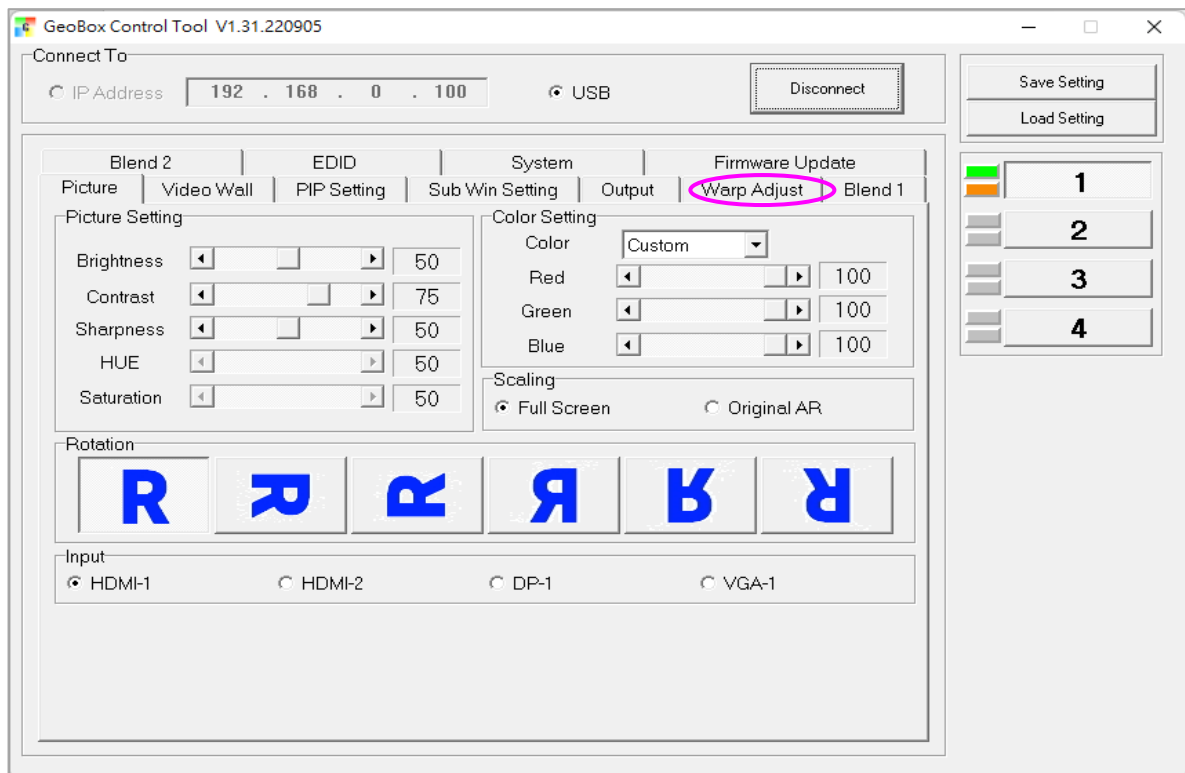 GeoBox Control Tool V1.31.220905
Connect To
IP Address 192 . 168 . 0 . 100 USB Disconnect
Save Setting
Load Setting
Blend 2 EDID System Firmware Update
Picture Video Wall PIP Setting Sub Win Setting Output Warp Adjust Blend 1
Picture Setting
Brightness 50
Contrast 75
Sharpness 50
HUE 50
Saturation 50
Color Setting
Color Custom
Red 100
Green 100
Blue 100
Scaling
Full Screen Original AR
Rotation
R R R R R R
Input
HDMI-1 HDMI-2 DP-1 VGA-1
1
2
3
4